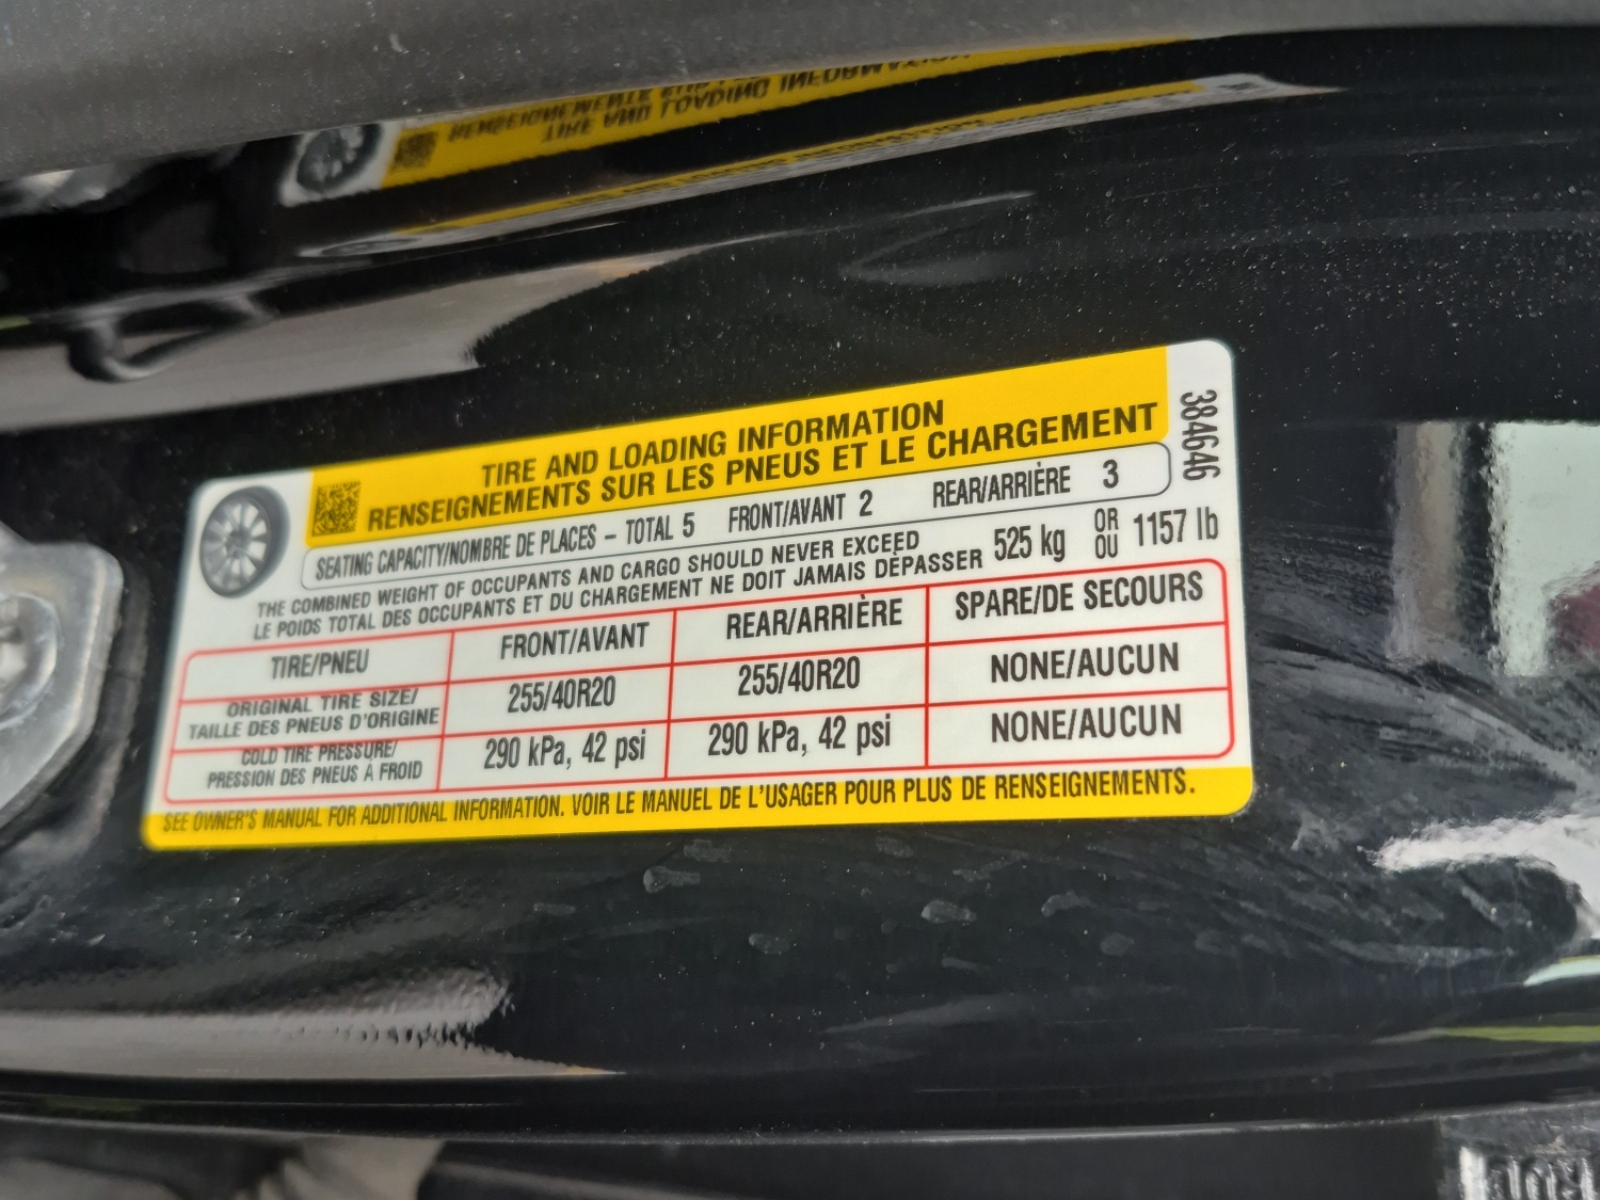 TIRE AND LOADING INFORMATION
RENSEIGNEMENTS SUR LES PNEUS ET LE CHARGEMENT
384646
SEATING CAPACITY/NOMBRE DE PLACES – TOTAL 5 FRONT/AVANT 2 REAR/ARRIÈRE 3
THE COMBINED WEIGHT OF OCCUPANTS AND CARGO SHOULD NEVER EXCEED
LE POIDS TOTAL DES OCCUPANTS ET DU CHARGEMENT NE DOIT JAMAIS DÈPASSER
525 kg OR OU 1157 lb
TIRE/PNEU FRONT/AVANT REAR/ARRIÈRE SPARE/DE SECOURS
ORIGINAL TIRE SIZE/
TAILLE DES PNEUS D'ORIGINE 255/40R20 255/40R20 NONE/AUCUN
COLD TIRE PRESSURE/
PRESSION DES PNEUS À FROID 290 kPa, 42 psi 290 kPa, 42 psi NONE/AUCUN
SEE OWNER'S MANUAL FOR ADDITIONAL INFORMATION. VOIR LE MANUEL DE L'USAGER POUR PLUS DE RENSEIGNEMENTS.